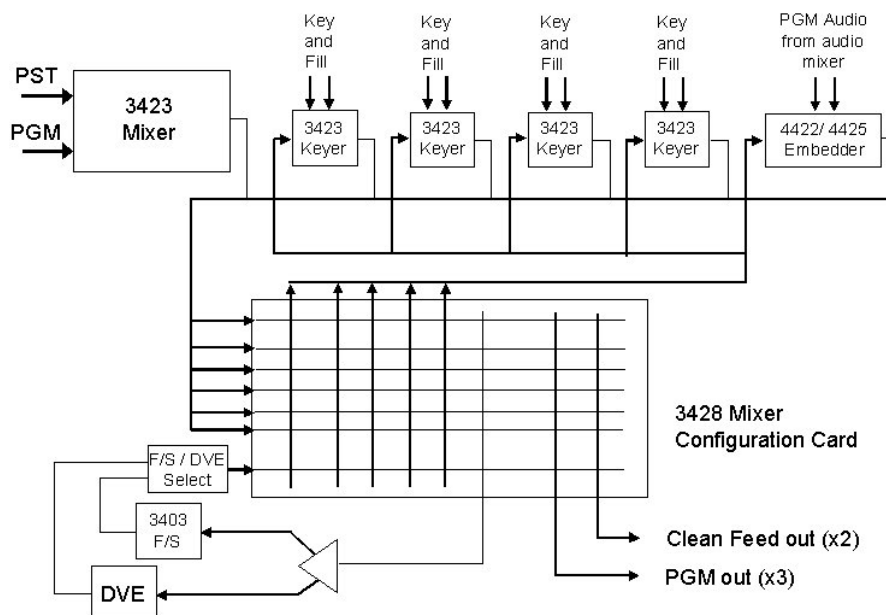 Key
and
Fill
Key
and
Fill
Key
and
Fill
Key
and
Fill
PGM Audio
from audio
mixer
PST
PGM
3423
Mixer
3423
Keyer
3423
Keyer
3423
Keyer
3423
Keyer
4422/ 4425
Embedder
3428 Mixer
Configuration Card
F/S / DVE
Select
3403
F/S
DVE
Clean Feed out (x2)
PGM out (x3)